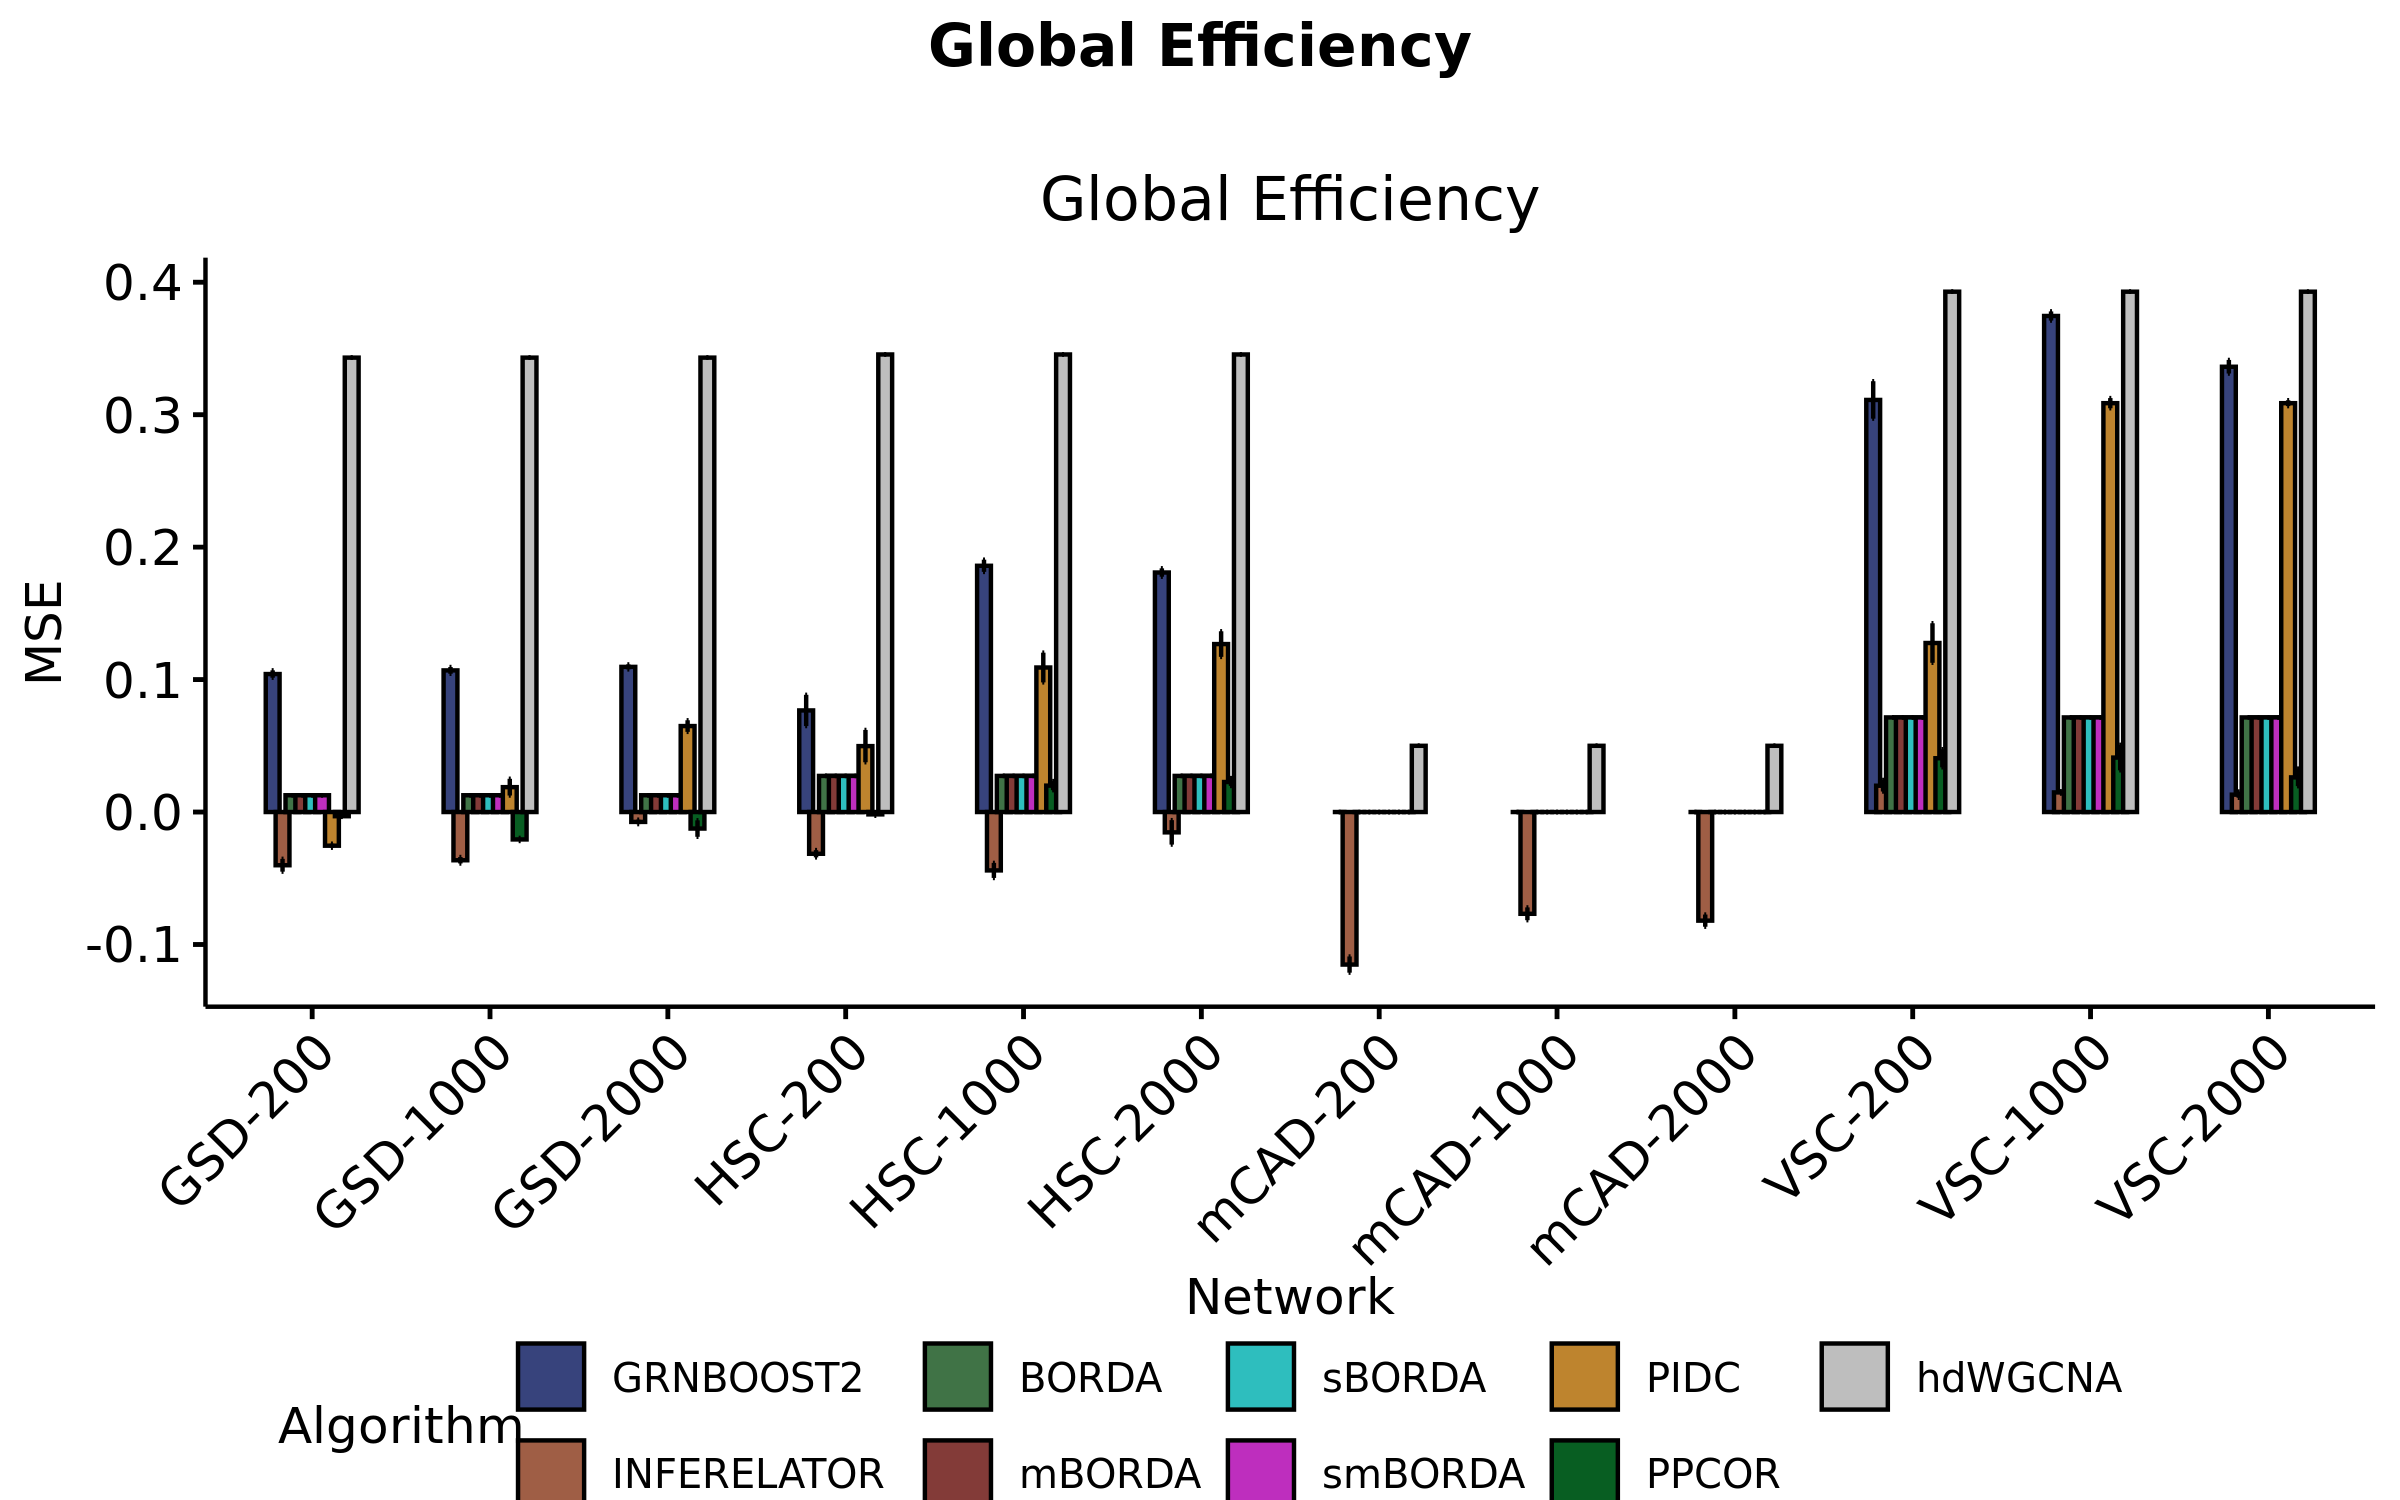 Global Efficiency
Global Efficiency
MSE
0.4
0.3
0.2
0.1
0.0
-0.1
GSD-200
GSD-1000
GSD-2000
HSC-200
HSC-1000
HSC-2000
mCAD-200
mCAD-1000
mCAD-2000
VSC-200
VSC-1000
VSC-2000
Network
Algorithm
GRNBOOST2 BORDA sBORDA PIDC hdWGCNA
INFERELATOR mBORDA smBORDA PPCOR